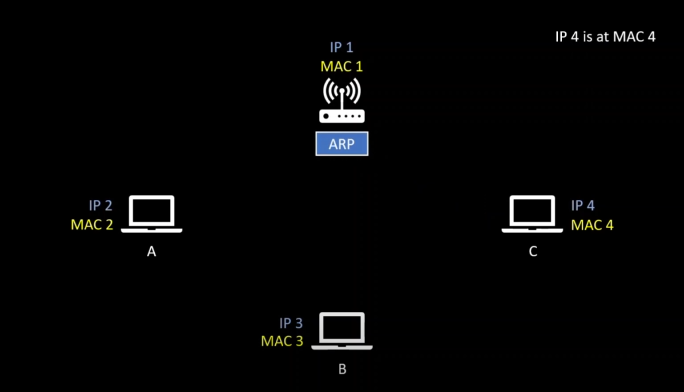 IP 4 is at MAC 4
IP 1
MAC 1
ARP
IP 2
MAC 2
A
IP 4
MAC 4
C
IP 3
MAC 3
B